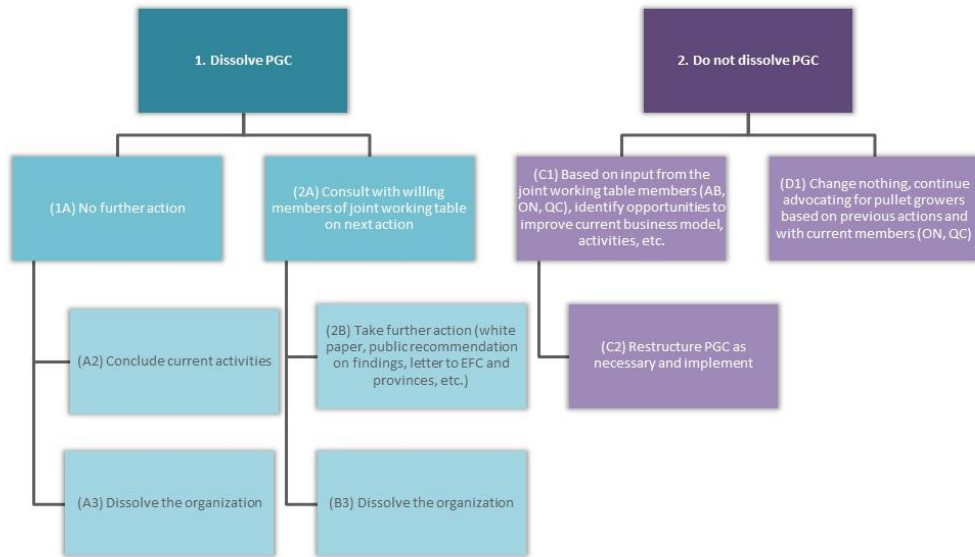 1. Dissolve PGC
2. Do not dissolve PGC
(1A) No further action
(2A) Consult with willing
members of joint working table
on next action
(C1) Based on input from the
joint working table members (AB,
ON, QC), identify opportunities to
improve current business model,
activities, etc.
(D1) Change nothing, continue
advocating for pullet growers
based on previous actions and
with current members (ON, QC)
(A2) Conclude current activities
(2B) Take further action (white
paper, public recommendation
on findings, letter to EFC and
provinces, etc.)
(C2) Restructure PGC as
necessary and implement
(A3) Dissolve the organization
(B3) Dissolve the organization